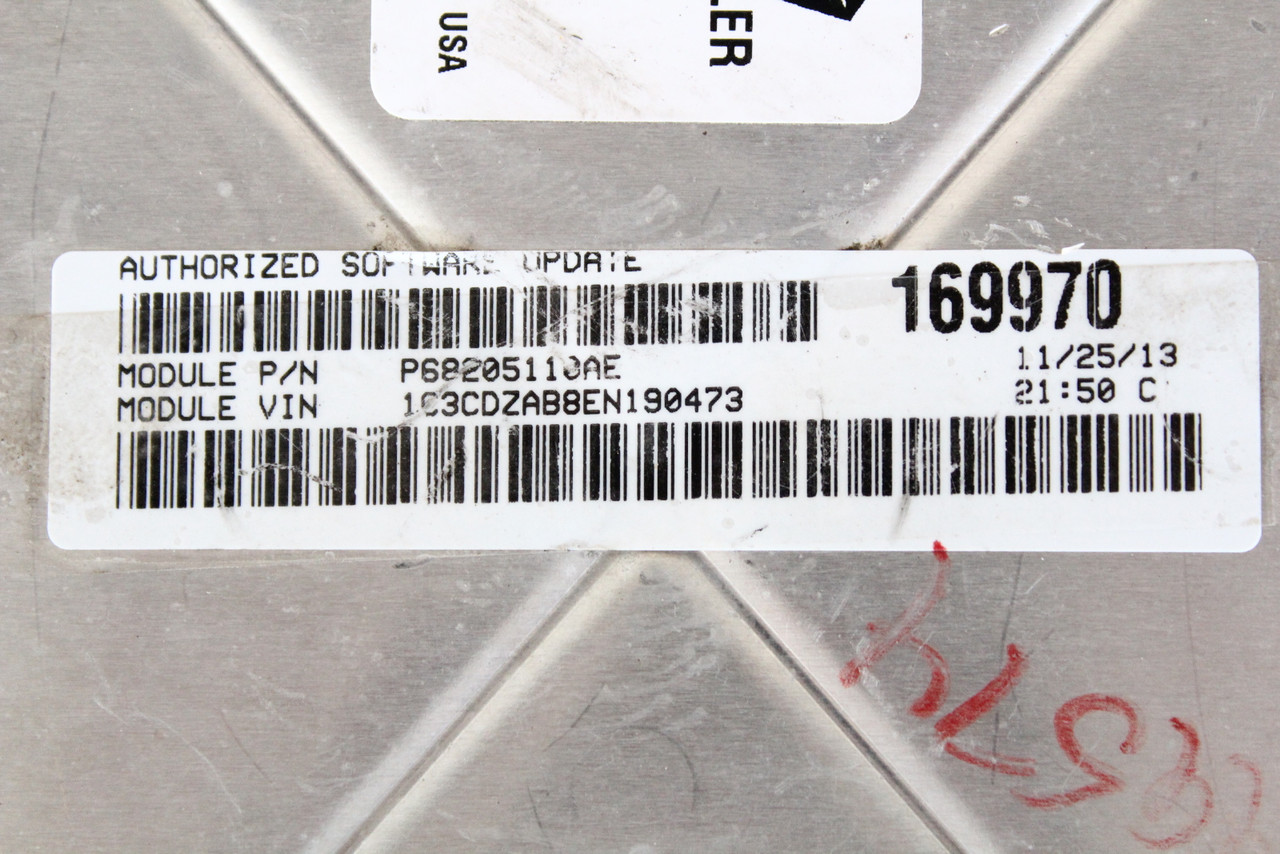 USA
LER
AUTHORIZED SOFTWARE UPDATE
169970
MODULE P/N P68205110AE
11/25/13
MODULE VIN 1C3CDZAB8EN190473
21:50 C